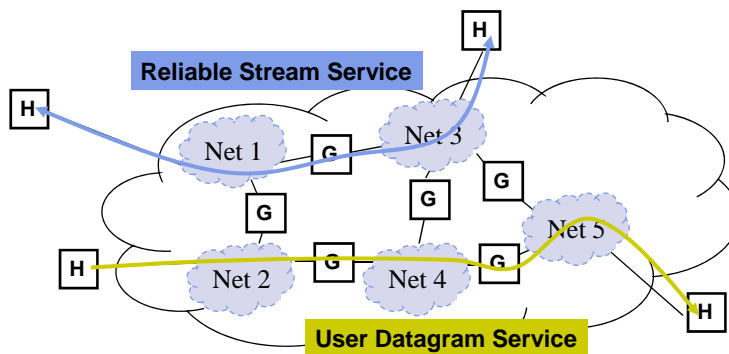 H
Reliable Stream Service
H
Net 1
G
Net 3
G
G
G
Net 5
H
Net 2
G
Net 4
G
H
User Datagram Service